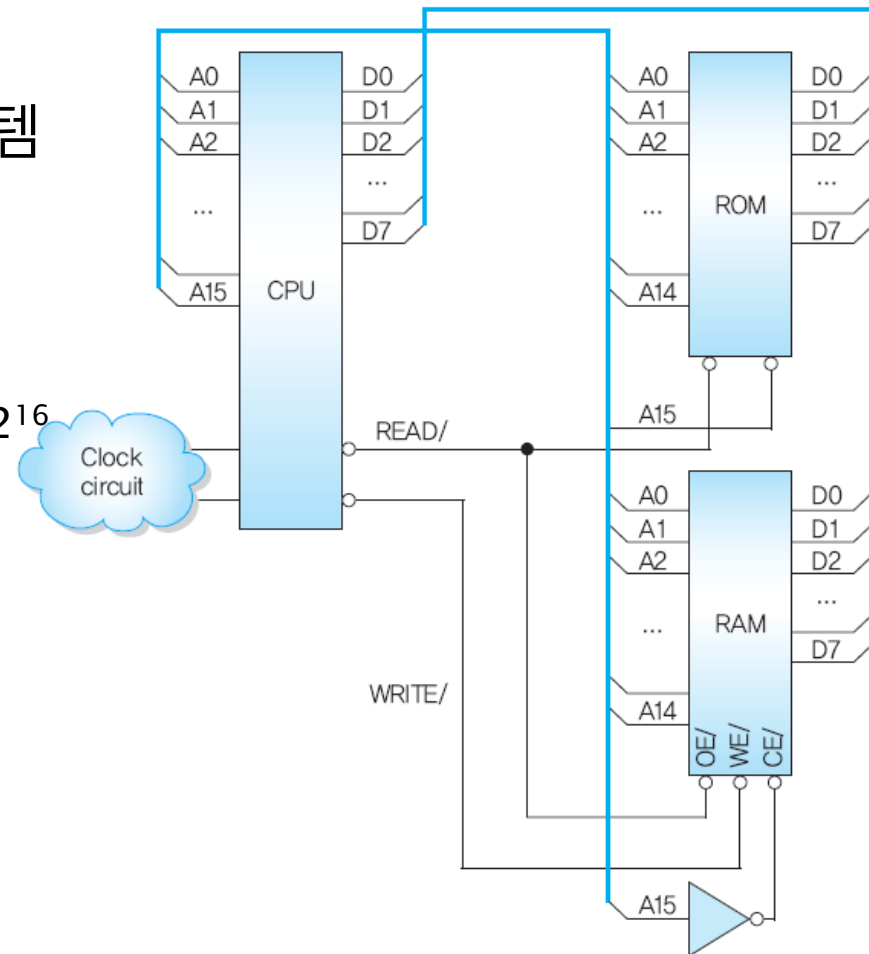 템
2¹⁶
A0
A1
A2
...
A15
CPU
D0
D1
D2
...
D7
Clock
circuit
READ/
WRITE/
A0
A1
A2
...
A14
ROM
D0
D1
D2
...
D7
A15
A0
A1
A2
...
A14
RAM
D0
D1
D2
...
D7
OE/
WE/
CE/
A15